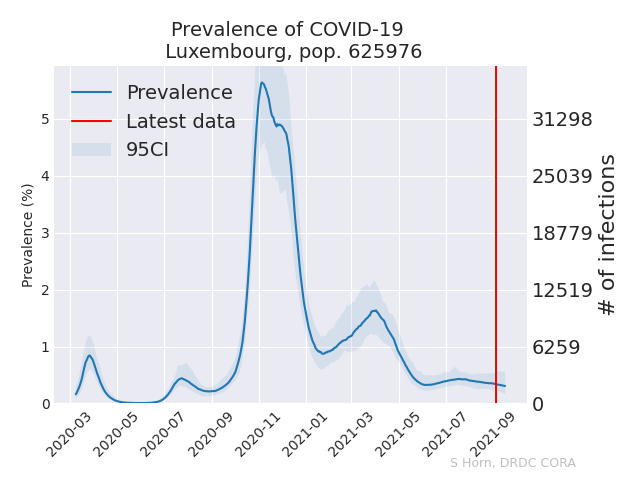 Prevalence of COVID-19
Luxembourg, pop. 625976
Prevalence
Latest data
95CI
Prevalence (%)
5
4
3
2
1
0
31298
25039
18779
12519
6259
0
# of infections
2020-03
2020-05
2020-07
2020-09
2020-11
2021-01
2021-03
2021-05
2021-07
2021-09
S Horn, DRDC CORA